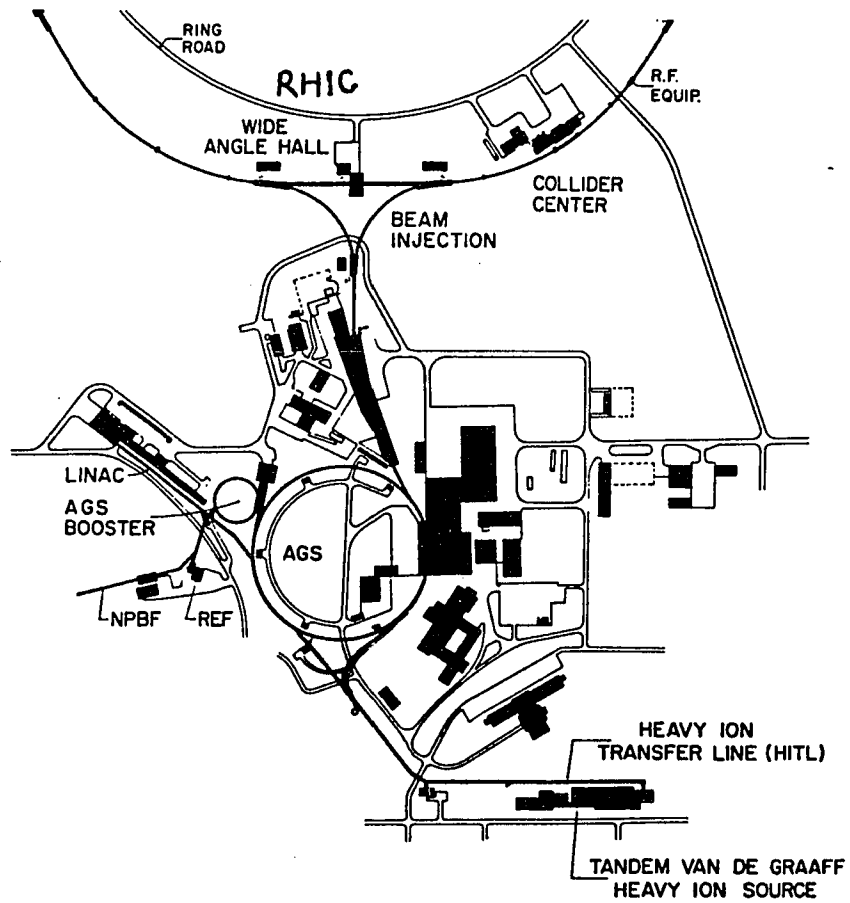 RING
ROAD
RHIC
R.F.
EQUIP.
WIDE
ANGLE HALL
COLLIDER
CENTER
BEAM
INJECTION
LINAC
AGS
BOOSTER
AGS
NPBF
REF
HEAVY ION
TRANSFER LINE (HITL)
TANDEM VAN DE GRAAFF
HEAVY ION SOURCE